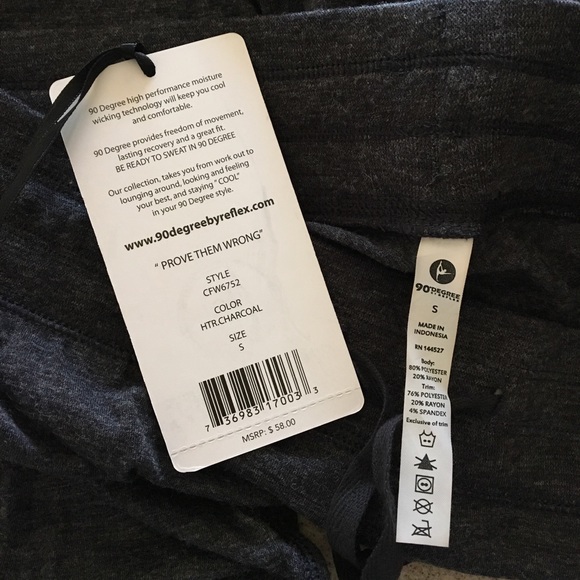 90 Degree high performance moisture
wicking technology will keep you cool
and comfortable.
90 Degree provides freedom of movement,
lasting recovery and a great fit.
BE READY TO SWEAT IN 90 DEGREE
Our collection, takes you from work out to
lounging around, looking and feeling
your best, and staying "COOL"
in your 90 Degree style.
www.90degreebyreflex.com
" PROVE THEM WRONG"
STYLE
CFW6752
COLOR
HTR.CHARCOAL
SIZE
S
7 36983 17003 3
MSRP: $ 58.00
90°DEGREE
BY REFLEX
S
MADE IN
INDONESIA
RN 144527
Body:
80% POLYESTER
20% RAYON
Trim:
76% POLYESTER
20% RAYON
4% SPANDEX
Exclusive of trim